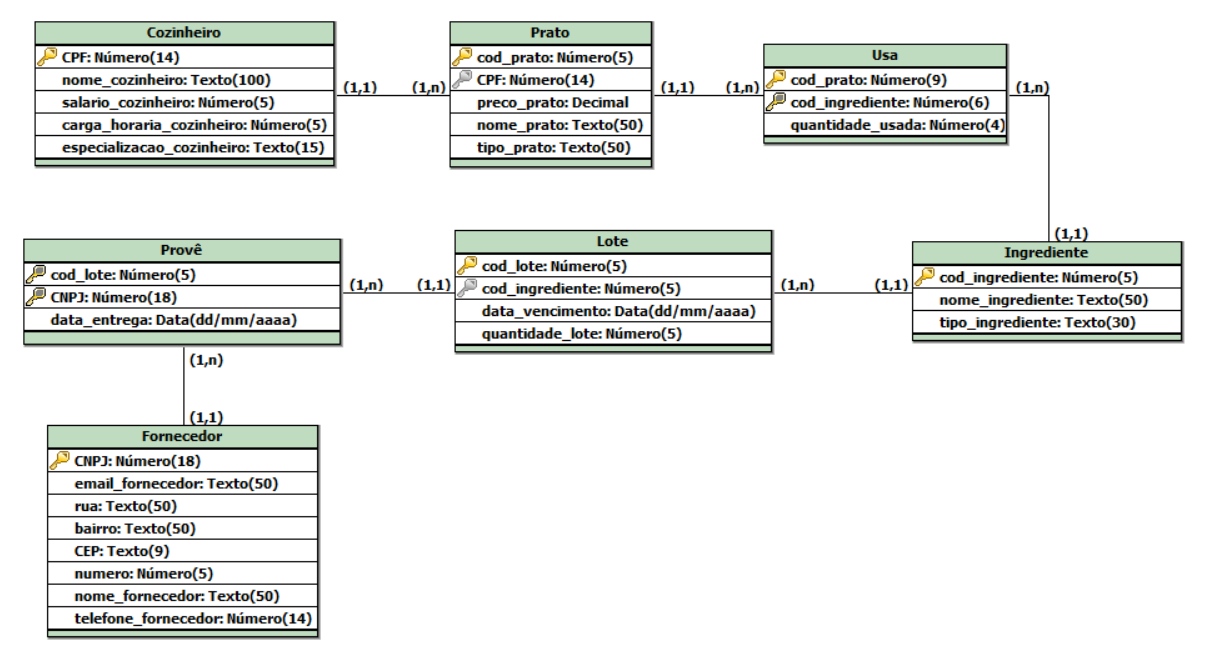 Cozinheiro
CPF: Número(14)
nome_cozinheiro: Texto(100)
salario_cozinheiro: Número(5)
carga_horaria_cozinheiro: Número(5)
especializacao_cozinheiro: Texto(15)
(1,1)
(1,n)
Prato
cod_prato: Número(5)
CPF: Número(14)
preco_prato: Decimal
nome_prato: Texto(50)
tipo_prato: Texto(50)
(1,1)
(1,n)
Usa
cod_prato: Número(9)
cod_ingrediente: Número(6)
quantidade_usada: Número(4)
(1,n)
(1,1)
Provê
cod_lote: Número(5)
CNPJ: Número(18)
data_entrega: Data(dd/mm/aaaa)
(1,n)
(1,1)
Lote
cod_lote: Número(5)
cod_ingrediente: Número(5)
data_vencimento: Data(dd/mm/aaaa)
quantidade_lote: Número(5)
(1,n)
(1,1)
Ingrediente
cod_ingrediente: Número(5)
nome_ingrediente: Texto(50)
tipo_ingrediente: Texto(30)
(1,n)
(1,1)
Fornecedor
CNPJ: Número(18)
email_fornecedor: Texto(50)
rua: Texto(50)
bairro: Texto(50)
CEP: Texto(9)
numero: Número(5)
nome_fornecedor: Texto(50)
telefone_fornecedor: Número(14)